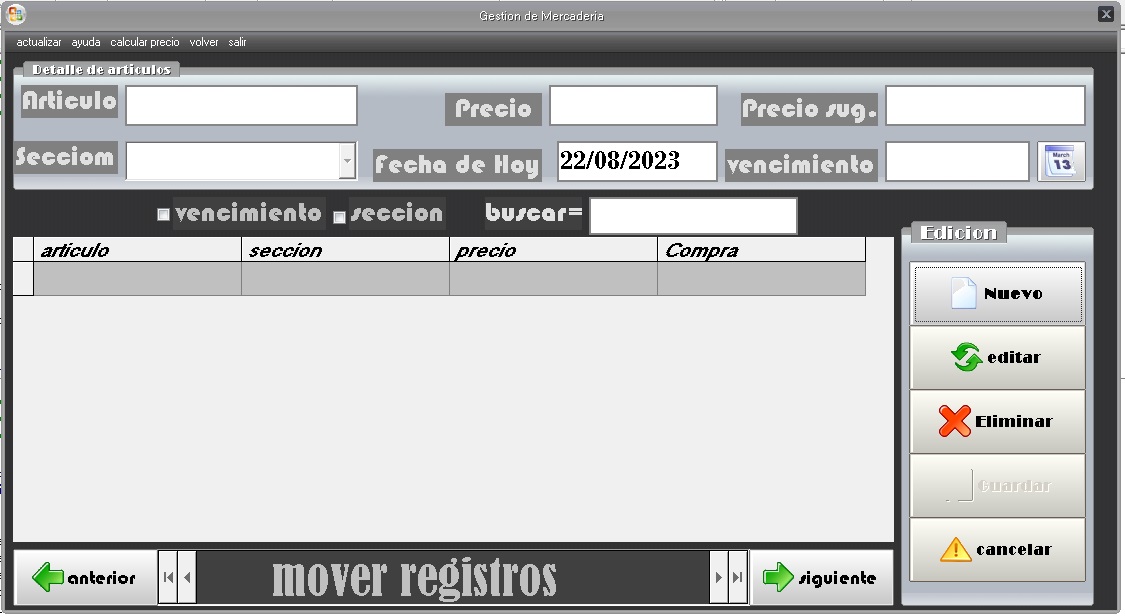 Gestion de Mercaderia
actualizar ayuda calcular precio volver salir
Detalle de articulos
Articulo Precio Precio sug.
Secciom Fecha de Hoy 22/08/2023 vencimiento March 13
vencimiento seccion buscar=
Edicion
articulo seccion precio Compra
Nuevo
editar
Eliminar
Guardar
cancelar
anterior mover registros siguiente